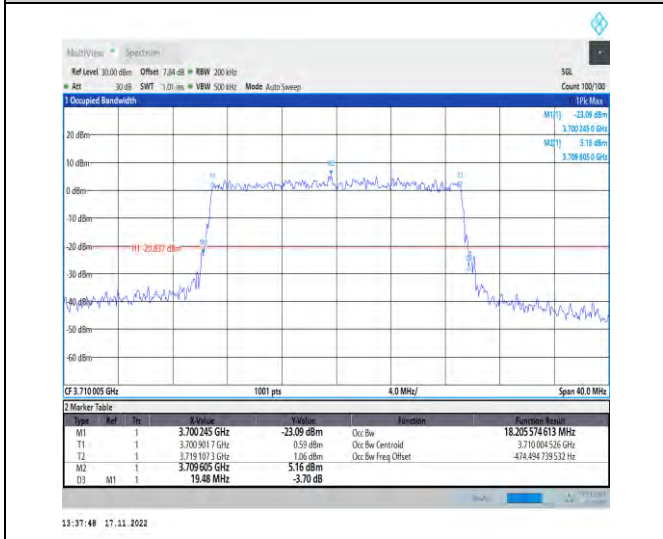 MultiView Spectrum
Ref Level 30.00 dBm Offset 7.84 dB RBW 200 kHz SGL
Att 30 dB SWT 1.01 ms VBW 500 kHz Mode Auto Sweep Count 100/100
1 Occupied Bandwidth 1Pk Max
M1[1] -23.09 dBm
3.700 245 0 GHz
20 dBm M2[1] 5.16 dBm
3.709 605 0 GHz
10 dBm
T1 M2 T2
0 dBm
-10 dBm
-20 dBm H1 -20.837 dBm M1
D3
-30 dBm
-40 dBm
-50 dBm
-60 dBm
CF 3.710 005 GHz 1001 pts 4.0 MHz/ Span 40.0 MHz
2 Marker Table
Type Ref Trc X-Value Y-Value Function Function Result
M1 1 3.700 245 GHz -23.09 dBm Occ Bw 18.205 574 613 MHz
T1 1 3.700 901 7 GHz 0.59 dBm Occ Bw Centroid 3.710 004 526 GHz
T2 1 3.719 107 3 GHz 1.06 dBm Occ Bw Freq Offset -474.494 739 532 Hz
M2 1 3.709 605 GHz 5.16 dBm
D3 M1 1 19.48 MHz -3.70 dB
13:37:48 17.11.2022